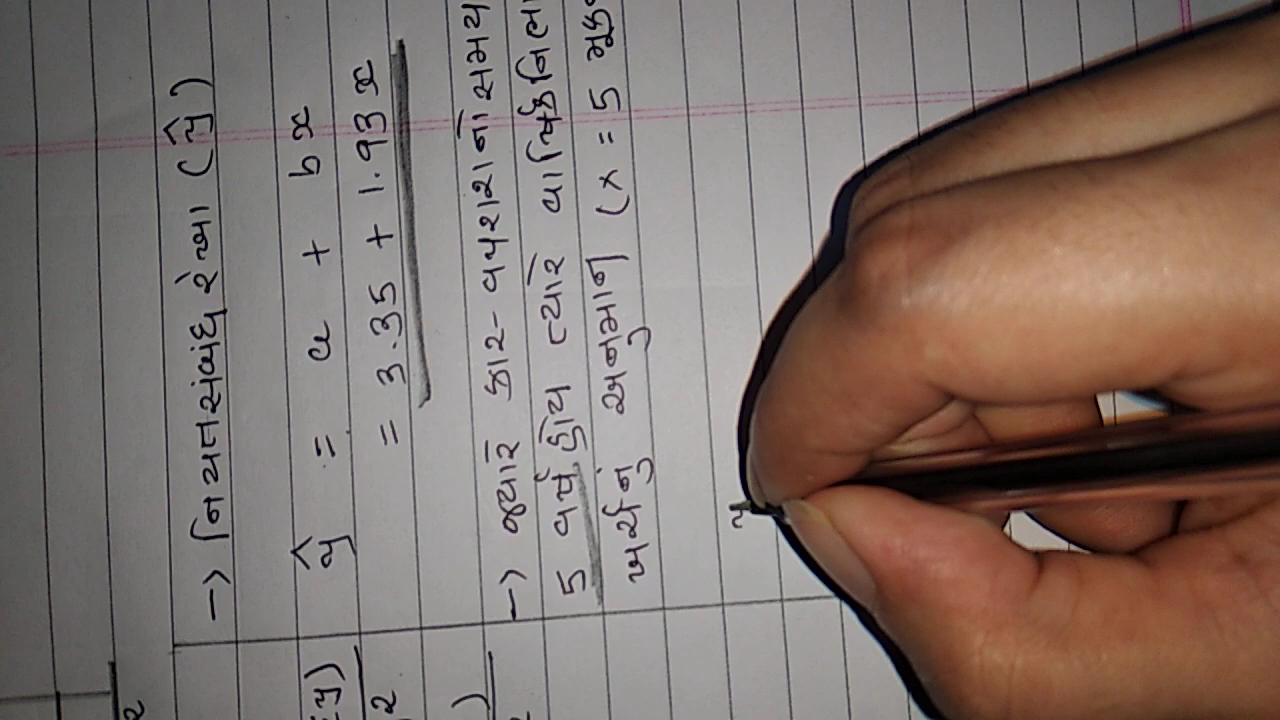 → નિયતસંબંધ રેખા (ŷ)
ŷ = a + bx
= 3.35 + 1.93x
→ જ્યારે કાર-વપરાશનો સમય
5 વર્ષ હોય ત્યારે વાર્ષિક નિભા
ખર્ચનું અનુમાન (x = 5 મૂક